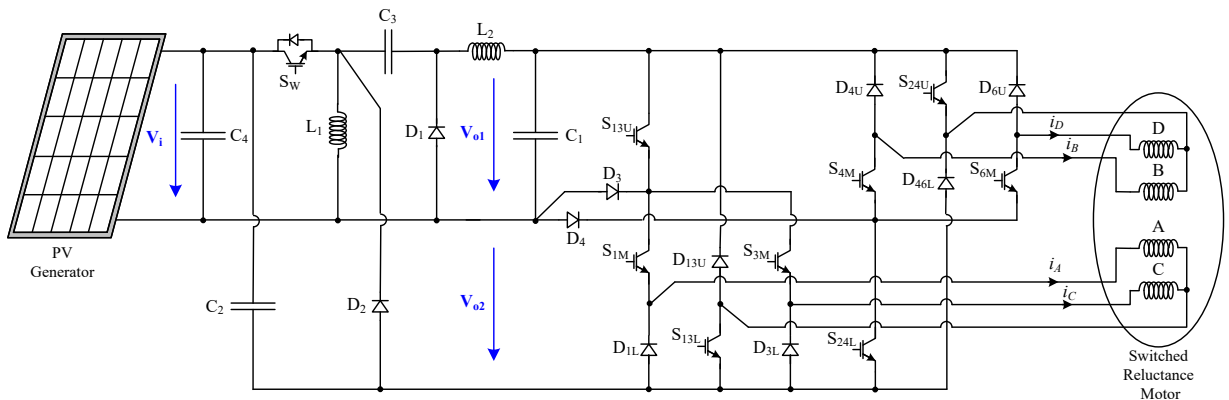 C3
L2
SW
Vi
C4
L1
D1
Vo1
C1
S13U
D3
D4
S1M
D13U
S3M
D4U
S24U
D6U
S4M
D46L
S6M
iD
iB
D
B
A
C
iA
iC
PV
Generator
C2
D2
Vo2
D1L
S13L
D3L
S24L
Switched
Reluctance
Motor